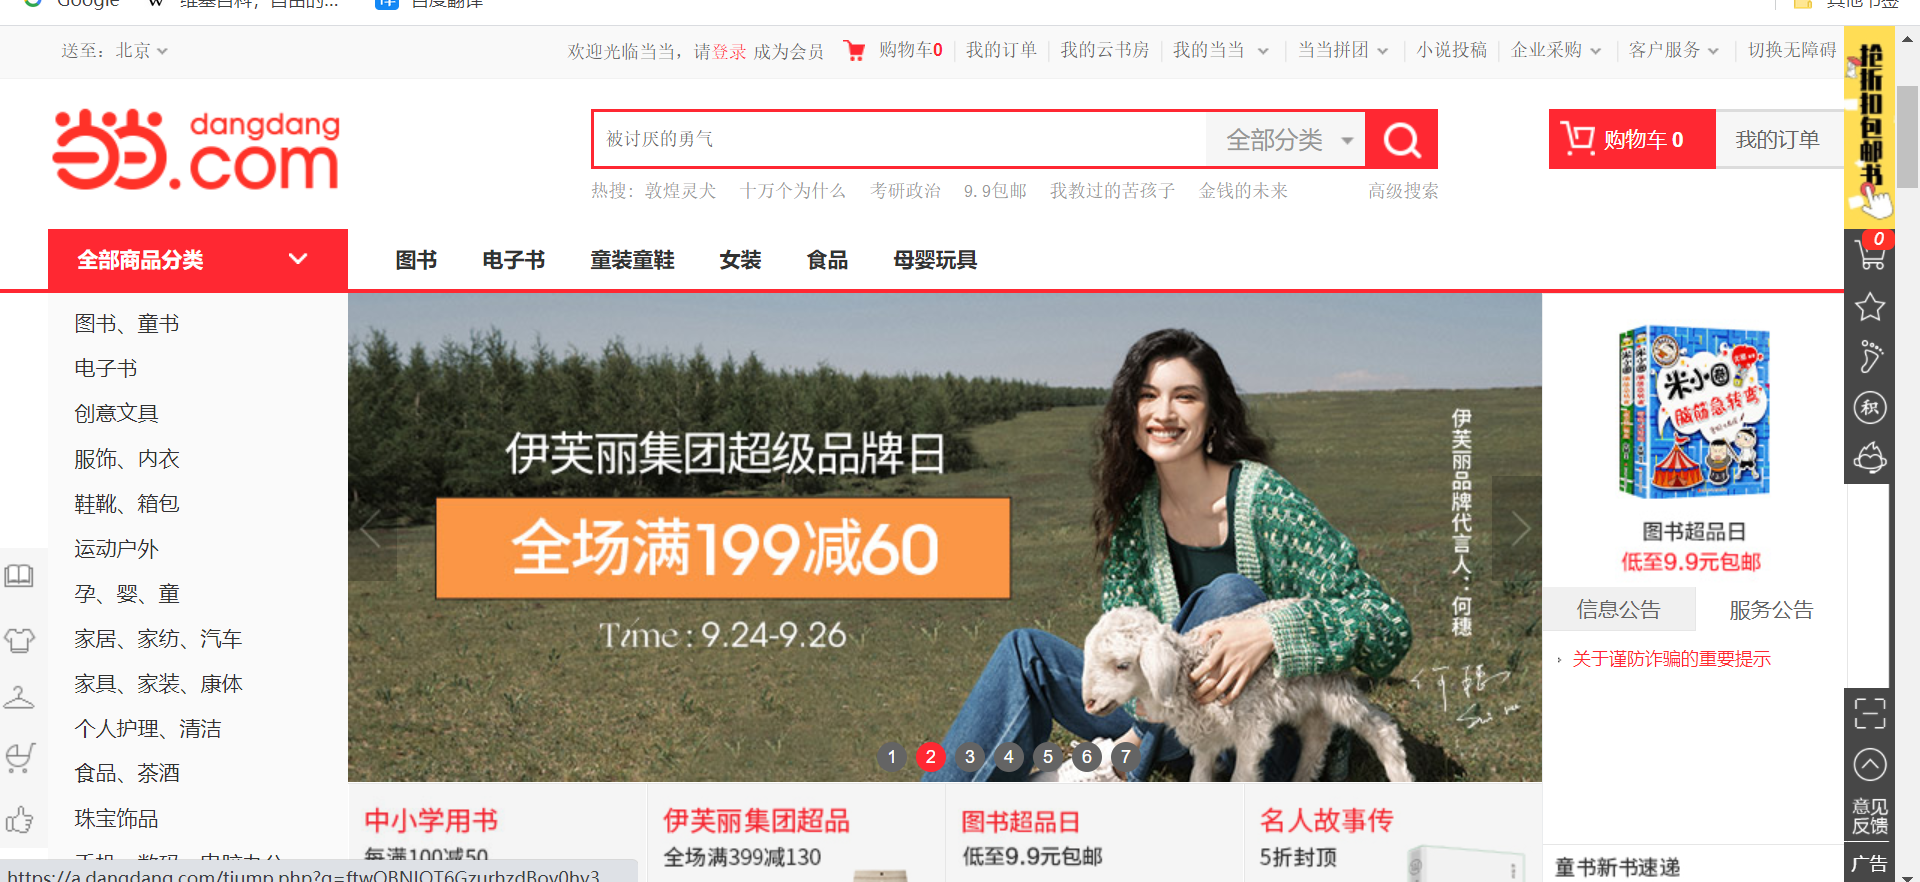 Google 维基百科，自由的... 百度翻译 其他书签
送至：北京 欢迎光临当当，请登录 成为会员 购物车0 我的订单 我的云书房 我的当当 当当拼团 小说投稿 企业采购 客户服务 切换无障碍
抢折扣包邮书
dangdang
.com
被讨厌的勇气 全部分类
购物车 0 我的订单
热搜：敦煌灵犬 十万个为什么 考研政治 9.9包邮 我教过的苦孩子 金钱的未来 高级搜索
全部商品分类 图书 电子书 童装童鞋 女装 食品 母婴玩具
0
图书、童书
电子书
创意文具
服饰、内衣
鞋靴、箱包
运动户外
孕、婴、童
家居、家纺、汽车
家具、家装、康体
个人护理、清洁
食品、茶酒
珠宝饰品
手机、数码、电脑办公
伊芙丽集团超级品牌日
全场满199减60
Time : 9.24-9.26
伊芙丽品牌代言人：何穗
1 2 3 4 5 6 7
米小圈
脑筋急转弯
图书超品日
低至9.9元包邮
信息公告 服务公告
关于谨防诈骗的重要提示
积
意见
反馈
广告
中小学用书
每满100减50
伊芙丽集团超品
全场满399减130
图书超品日
低至9.9元包邮
名人故事传
5折封顶
童书新书速递